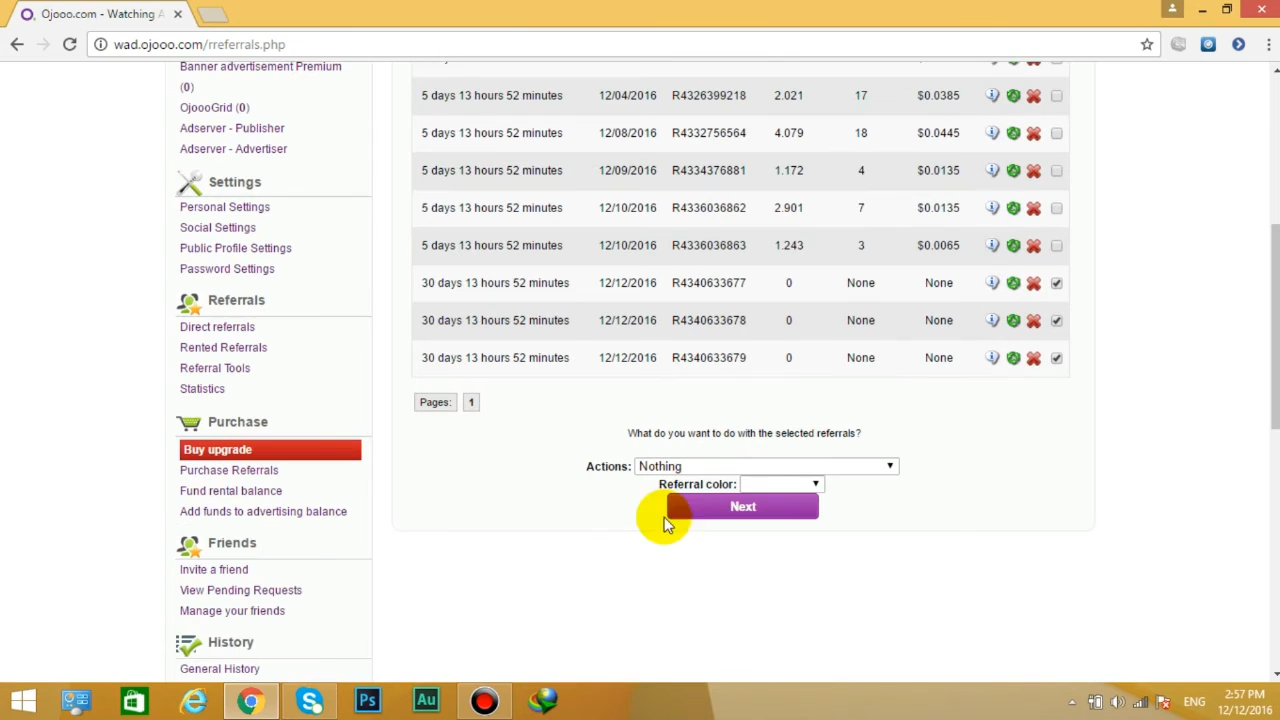 Ojooo.com - Watching A
wad.ojooo.com/rreferrals.php
Banner advertisement Premium
(0)
OjoooGrid (0)
Adserver - Publisher
Adserver - Advertiser
Settings
Personal Settings
Social Settings
Public Profile Settings
Password Settings
Referrals
Direct referrals
Rented Referrals
Referral Tools
Statistics
Purchase
Buy upgrade
Purchase Referrals
Fund rental balance
Add funds to advertising balance
Friends
Invite a friend
View Pending Requests
Manage your friends
History
General History
5 days 13 hours 52 minutes 12/04/2016 R4326399218 2.021 17 $0.0385
5 days 13 hours 52 minutes 12/08/2016 R4332756564 4.079 18 $0.0445
5 days 13 hours 52 minutes 12/09/2016 R4334376881 1.172 4 $0.0135
5 days 13 hours 52 minutes 12/10/2016 R4336036862 2.901 7 $0.0135
5 days 13 hours 52 minutes 12/10/2016 R4336036863 1.243 3 $0.0065
30 days 13 hours 52 minutes 12/12/2016 R4340633677 0 None None
30 days 13 hours 52 minutes 12/12/2016 R4340633678 0 None None
30 days 13 hours 52 minutes 12/12/2016 R4340633679 0 None None
Pages: 1
What do you want to do with the selected referrals?
Actions: Nothing
Referral color:
Next
Ps Au ENG 2:57 PM
12/12/2016